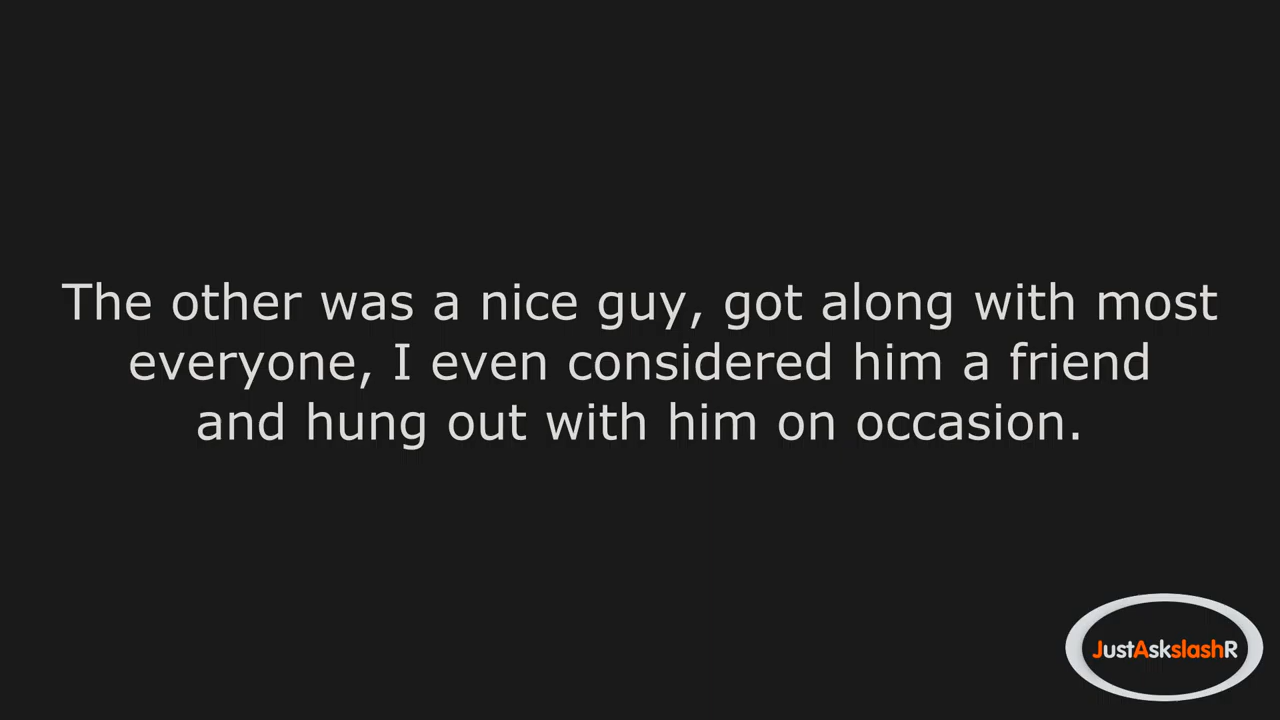 The other was a nice guy, got along with most
everyone, I even considered him a friend
and hung out with him on occasion.
JustAskslashR